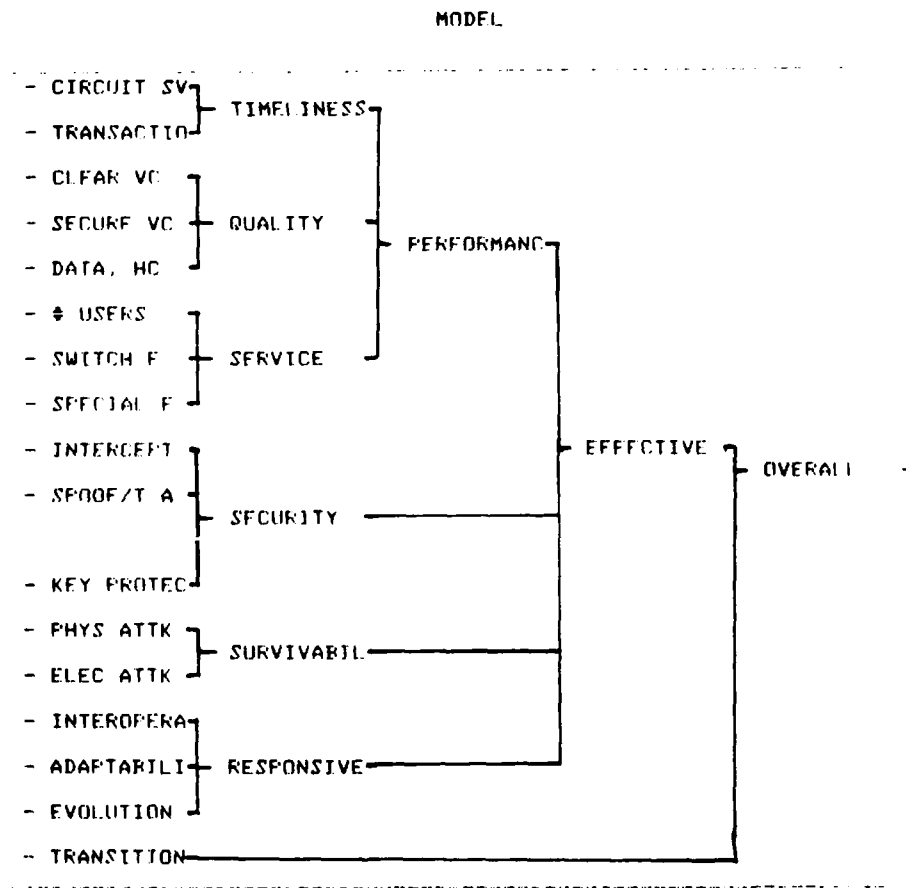 MODEL
- CIRCUIT SV
TIMELINESS
- TRANSACTIO
- CLEAR VC
- SECURE VC
QUALITY
PERFORMANC
- DATA, HC
- # USERS
- SWITCH F
SERVICE
- SPECIAL F
- INTERCEPT
EFFECTIVE
OVERALL
- SPOOF/T A
SECURITY
- KEY PROTEC
- PHYS ATTK
SURVIVABIL
- ELEC ATTK
- INTEROPERA
- ADAPTABILI
RESPONSIVE
- EVOLUTION
- TRANSITION